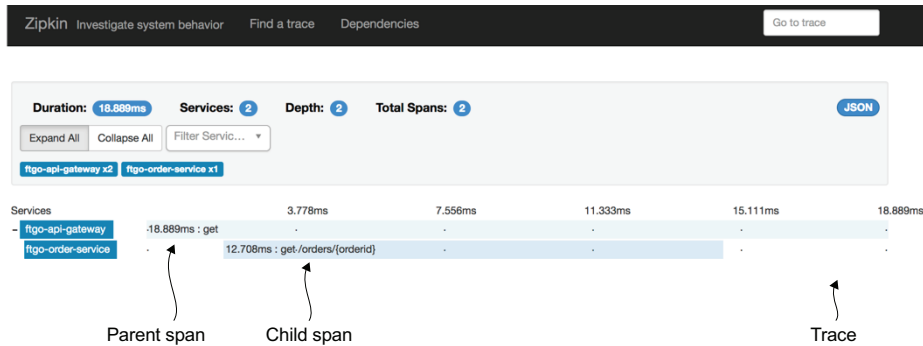 Zipkin Investigate system behavior Find a trace Dependencies Go to trace
Duration: 18.889ms Services: 2 Depth: 2 Total Spans: 2 JSON
Expand All Collapse All Filter Servic...
ftgo-api-gateway x2 ftgo-order-service x1
Services 3.778ms 7.556ms 11.333ms 15.111ms 18.889ms
- ftgo-api-gateway ·18.889ms : get
ftgo-order-service 12.708ms : get·/orders/{orderid}
Parent span Child span Trace